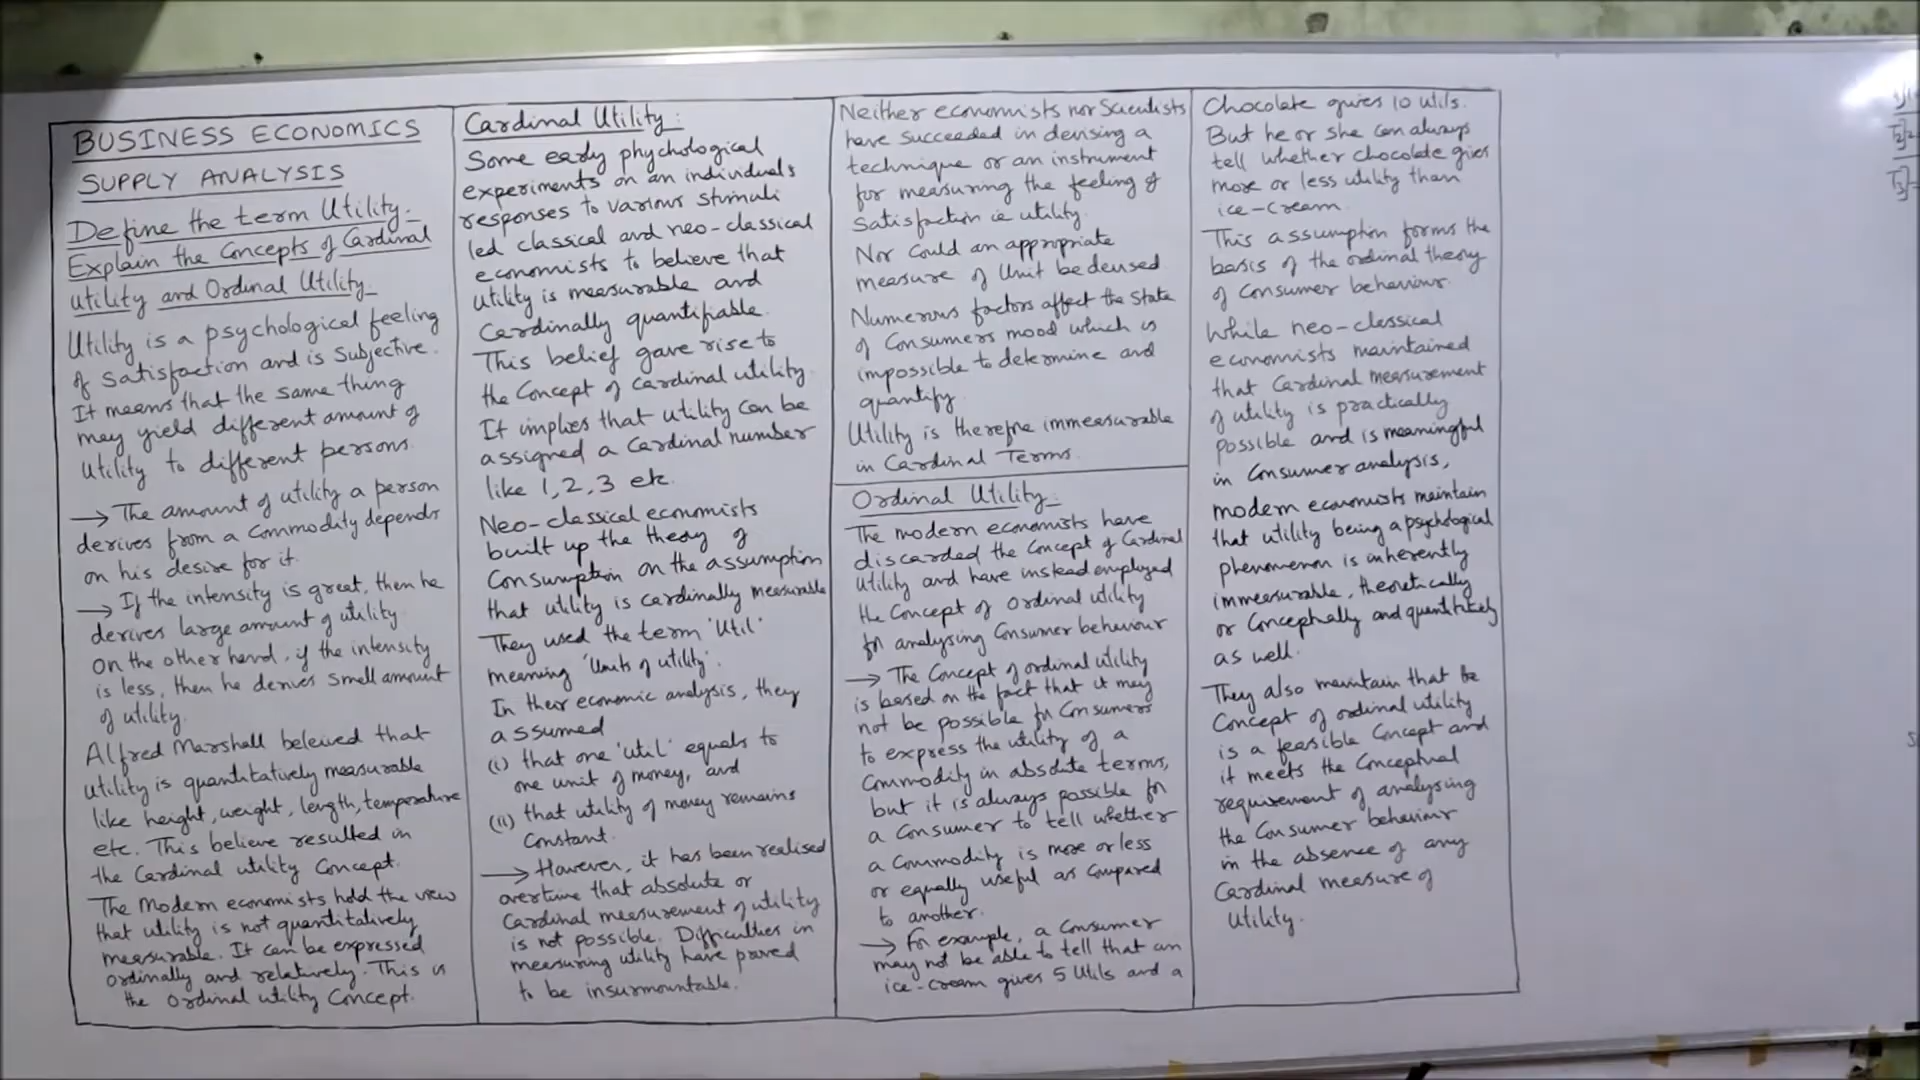 BUSINESS ECONOMICS
SUPPLY ANALYSIS
Define the term Utility.
Explain the Concepts of Cardinal
Utility and Ordinal Utility.
Utility is a psychological feeling
of Satisfaction and is Subjective.
It means that the same thing
may yield different amount of
Utility to different persons.
→ The amount of utility a person
derives from a Commodity depends
on his desire for it.
→ If the intensity is great, then he
derives large amount of utility
on the other hand, if the intensity
is less, then he derives small amount
of utility.
Alfred Marshall beleived that
utility is quantitatively measurable
like height, weight, length, temperature
etc. This believe resulted in
the Cardinal utility Concept.
The Modern economists hold the view
that utility is not quantitatively
measurable. It can be expressed
ordinally and relatively. This is
the Ordinal utility Concept.
Cardinal Utility:
Some early phychological
experiments on an individuals
responses to various stimuli
led classical and neo-classical
economists to believe that
utility is measurable and
Cardinally quantifiable.
This belief gave rise to
the Concept of Cardinal utility.
It implies that utility can be
assigned a Cardinal number
like 1, 2, 3 etc.
Neo-classical economists
built up the theory of
Consumption on the assumption
that utility is cardinally measurable
They used the term 'Util'
meaning 'Units of utility'.
In their economic analysis, they
assumed
(i) that one 'util' equals to
one unit of money, and
(ii) that utility of money remains
Constant.
→ However, it has been realised
overtime that absolute or
Cardinal measurement of utility
is not possible. Difficulties in
measuring utility have proved
to be insurmountable.
Neither economists nor Scientists
have succeeded in devising a
technique or an instrument
for measuring the feeling of
Satisfaction ie utility.
Nor could an appropriate
measure of Unit be devised
Numerous factors affect the State
of Consumers mood which is
impossible to determine and
quantify.
Utility is therefre immeasurable
in Cardinal Terms.
Ordinal Utility:
The modern economists have
discarded the Concept of Cardinal
Utility and have instead employed
the Concept of Ordinal utility
for analysing Consumer behaviour
→ The Concept of ordinal utility
is based on the fact that it may
not be possible for Consumers
to express the utility of a
Commodity in absolute terms,
but it is always possible for
a Consumer to tell whether
a Commodity is more or less
or equally useful as compared
to another.
→ For example, a Consumer
may not be able to tell that an
ice-cream gives 5 Utils and a
Chocolate gives 10 utils.
But he or she can always
tell whether chocolate gives
more or less utility than
ice-cream.
This assumption forms the
basis of the ordinal theory
of Consumer behaviour.
While neo-classical
economists maintained
that Cardinal measurement
of utility is practically
possible and is meaningful
in Consumer analysis,
modern economists maintain
that utility being a psychological
phenomenon is inherently
immeasurable, theoretically
or Conceptually and quantitatively
as well.
They also maintain that the
Concept of ordinal utility
is a feasible Concept and
it meets the Conceptual
requirement of analysing
the Consumer behaviour
in the absence of any
Cardinal measure of
Utility.